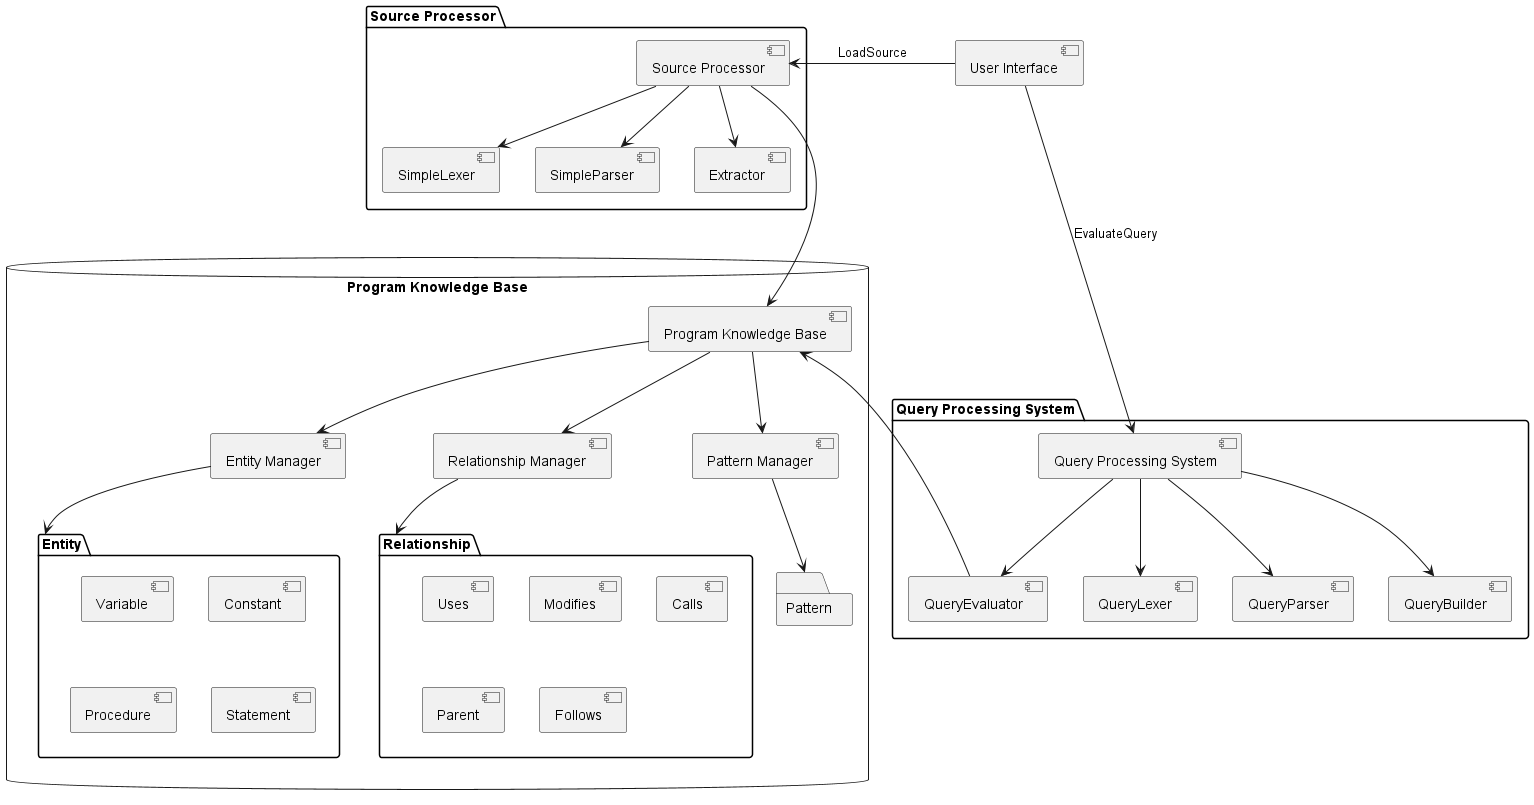 Source Processor
Source Processor
LoadSource
User Interface
SimpleLexer
SimpleParser
Extractor
EvaluateQuery
Program Knowledge Base
Program Knowledge Base
Query Processing System
Entity Manager
Relationship Manager
Pattern Manager
Query Processing System
Entity
Relationship
Variable
Constant
Uses
Modifies
Calls
Pattern
QueryEvaluator
QueryLexer
QueryParser
QueryBuilder
Procedure
Statement
Parent
Follows